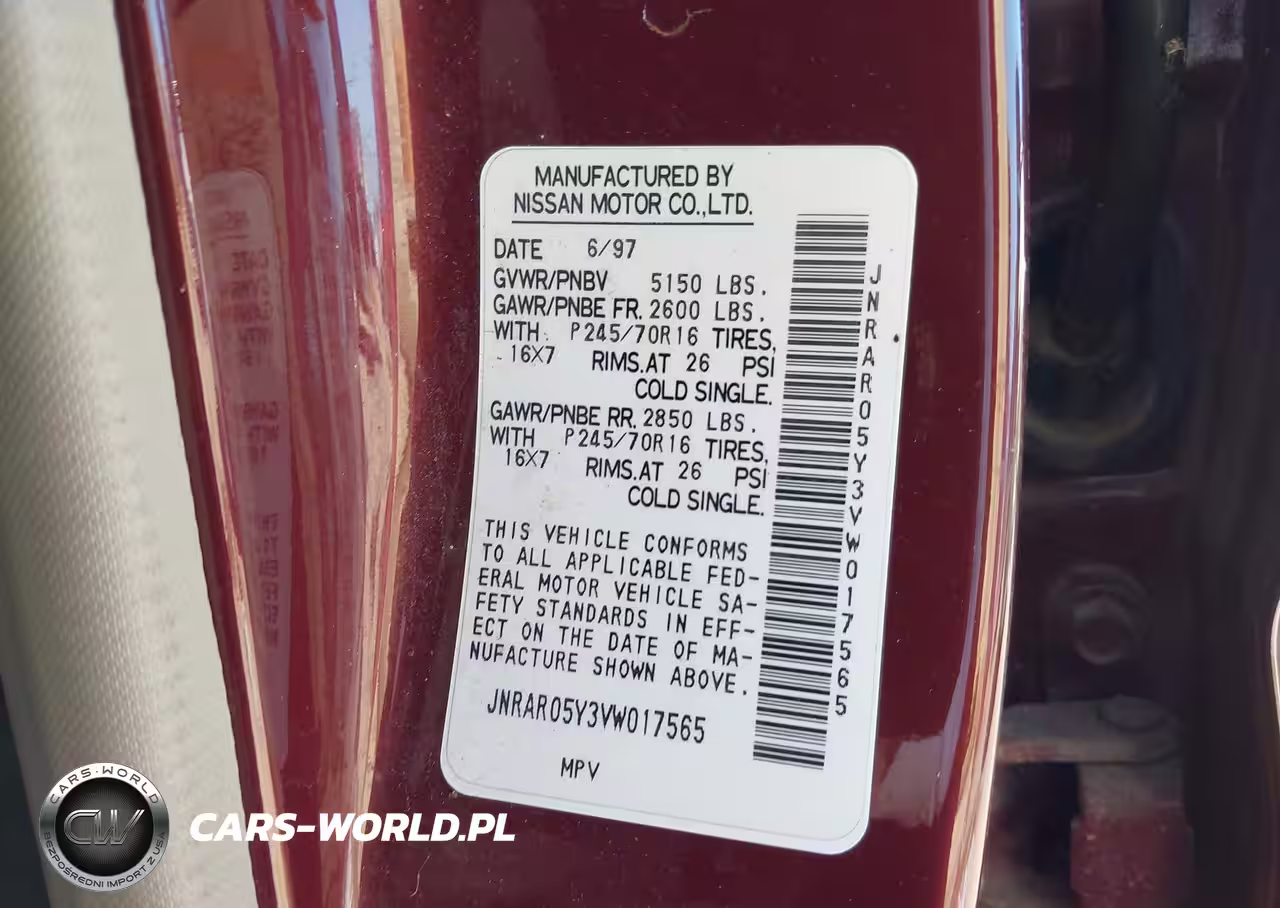 MANUFACTURED BY
NISSAN MOTOR CO.,LTD.
DATE 6/97
GVWR/PNBV 5150 LBS.
GAWR/PNBE FR. 2600 LBS.
WITH P245/70R16 TIRES,
16X7 RIMS.AT 26 PSI
COLD SINGLE.
GAWR/PNBE RR. 2850 LBS.
WITH P245/70R16 TIRES,
16X7 RIMS.AT 26 PSI
COLD SINGLE.
THIS VEHICLE CONFORMS
TO ALL APPLICABLE FED-
ERAL MOTOR VEHICLE SA-
FETY STANDARDS IN EFF-
ECT ON THE DATE OF MA-
NUFACTURE SHOWN ABOVE.
JNRAR05Y3VW017565
MPV
JNRAR05Y3VW017565
CARS-WORLD
CW
BEZPOŚREDNI IMPORT Z USA
CARS-WORLD.PL